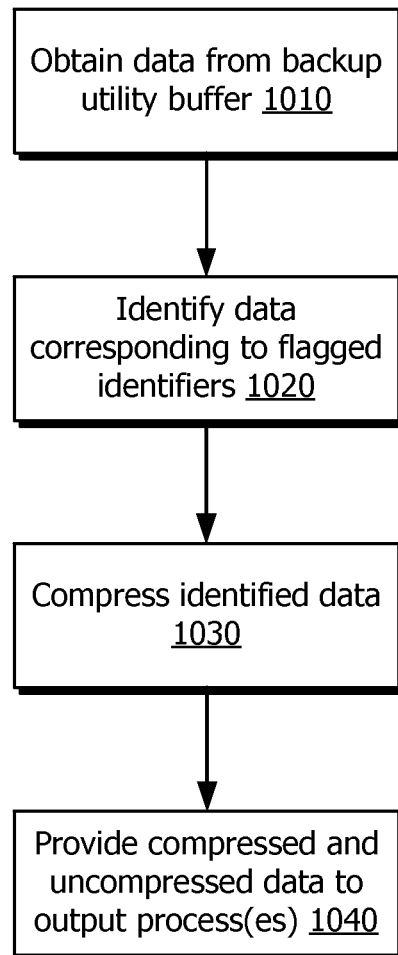 Obtain data from backup
utility buffer 1010
Identify data
corresponding to flagged
identifiers 1020
Compress identified data
1030
Provide compressed and
uncompressed data to
output process(es) 1040